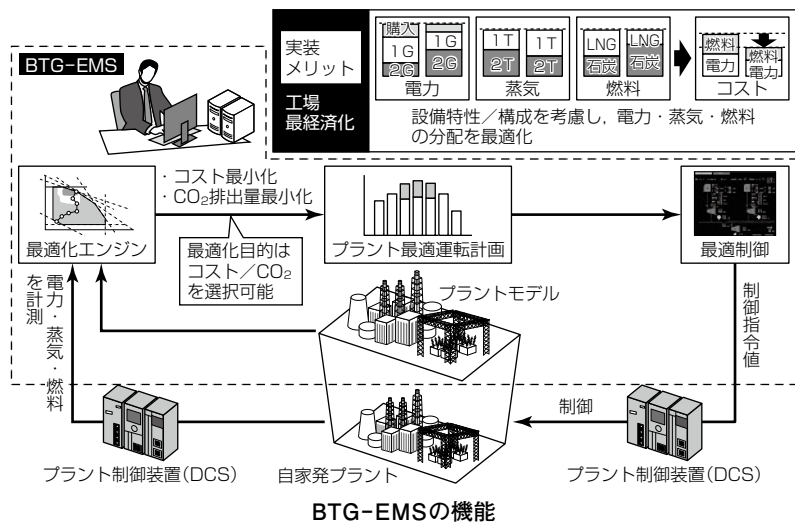 BTG-EMS
実装
メリット
工場
最経済化
購入
1G
2G
1G
2G
電力
1T
2T
1T
2T
蒸気
LNG
石炭
LNG
石炭
燃料
燃料
電力
燃料
電力
コスト
設備特性/構成を考慮し,電力・蒸気・燃料
の分配を最適化
・コスト最小化
・CO₂排出量最小化
最適化エンジン
最適化目的は
コスト/CO₂
を選択可能
プラント最適運転計画
最適制御
電力・蒸気・燃料
を計測
プラントモデル
制御指令値
制御
プラント制御装置(DCS)
自家発プラント
プラント制御装置(DCS)
BTG-EMSの機能